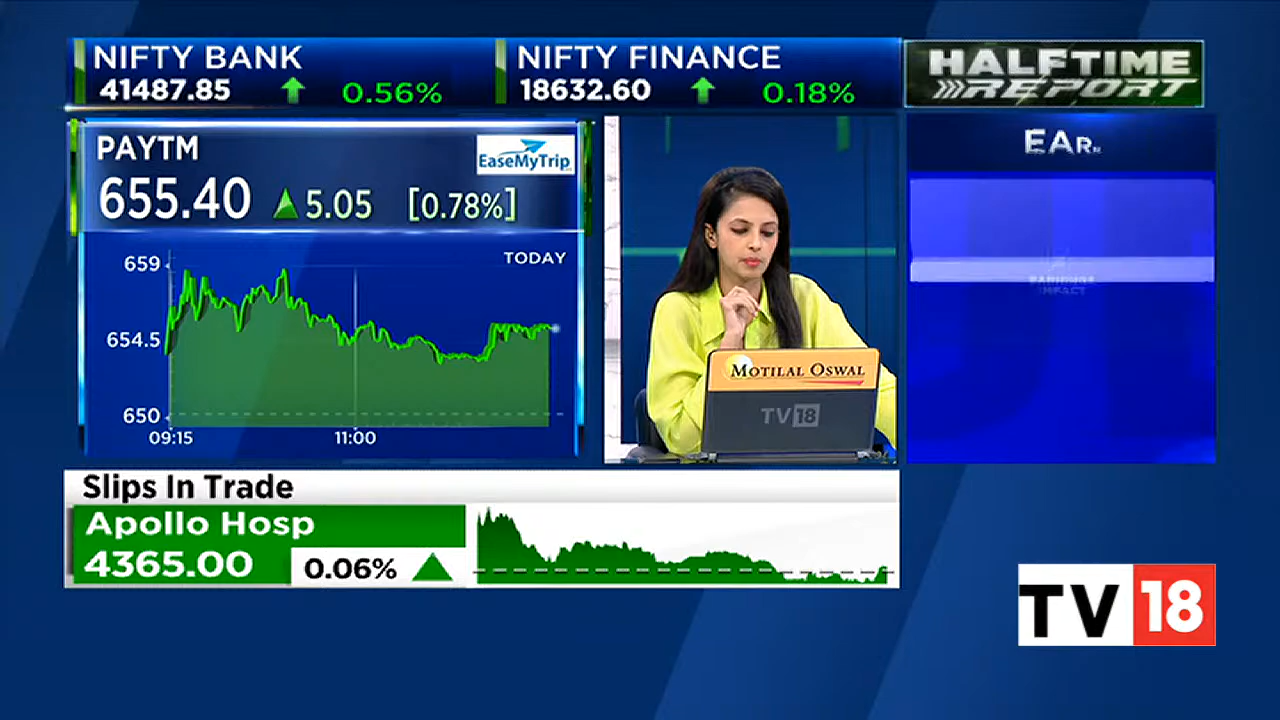 NIFTY BANK
41487.85 0.56%
NIFTY FINANCE
18632.60 0.18%
HALFTIME
REPORT
PAYTM
EaseMyTrip
655.40 5.05 [0.78%]
TODAY
659
654.5
650
09:15 11:00
MOTILAL OSWAL
TV18
Slips In Trade
Apollo Hosp
4365.00 0.06%
TV18